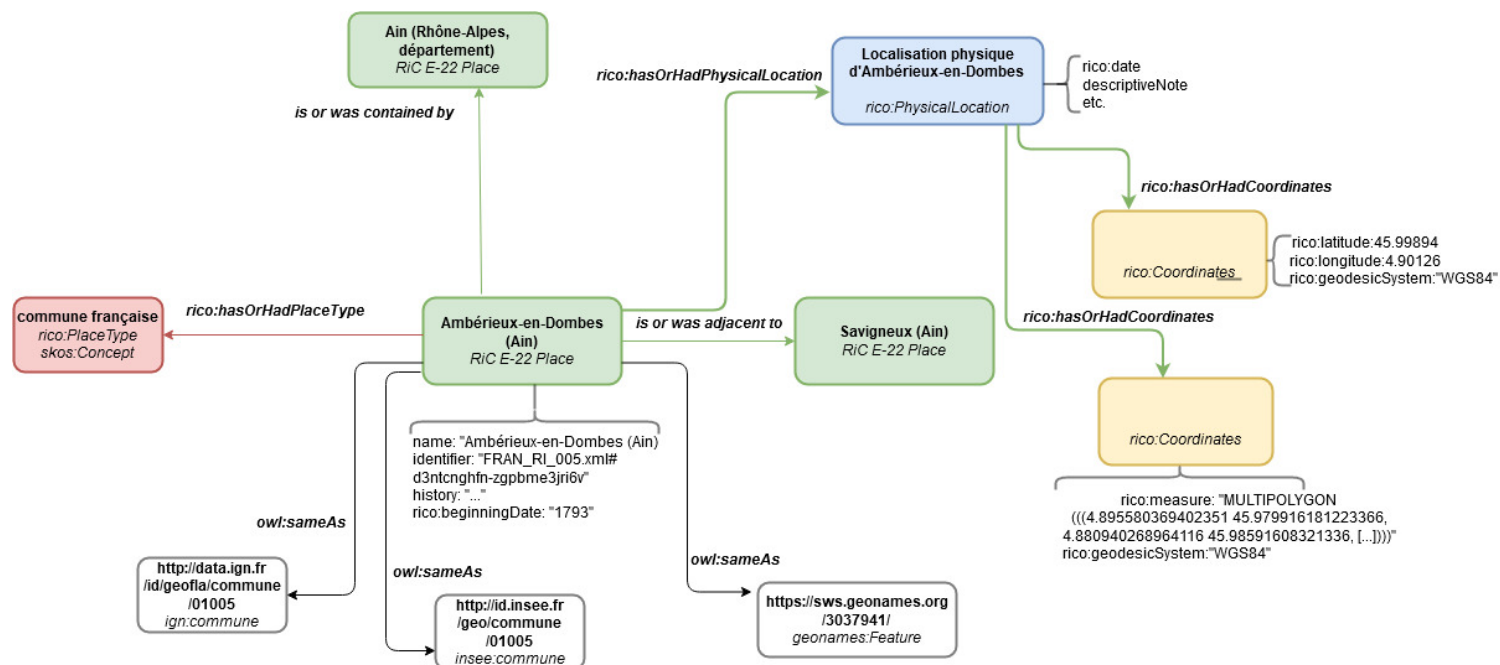 Ain (Rhône-Alpes,
département)
RiC E-22 Place
is or was contained by
rico:hasOrHadPhysicalLocation
Localisation physique
d'Ambérieux-en-Dombes
rico:PhysicalLocation
rico:date
descriptiveNote
etc.
rico:hasOrHadCoordinates
rico:Coordinates
rico:latitude:45.99894
rico:longitude:4.90126
rico:geodesicSystem:"WGS84"
commune française
rico:PlaceType
skos:Concept
rico:hasOrHadPlaceType
Ambérieux-en-Dombes
(Ain)
RiC E-22 Place
is or was adjacent to
Savigneux (Ain)
RiC E-22 Place
rico:hasOrHadCoordinates
rico:Coordinates
name: "Ambérieux-en-Dombes (Ain)
identifier: "FRAN_RI_005.xml#
d3ntcnghfn-zgpbme3jri6v"
history: "..."
rico:beginningDate: "1793"
rico:measure: "MULTIPOLYGON
(((4.895580369402351 45.979916181223366,
4.880940268964116 45.98591608321336, [...]))))"
rico:geodesicSystem:"WGS84"
owl:sameAs
http://data.ign.fr
/id/geofla/commune
/01005
ign:commune
owl:sameAs
http://id.insee.fr
/geo/commune
/01005
insee:commune
owl:sameAs
https://sws.geonames.org
/3037941/
geonames:Feature